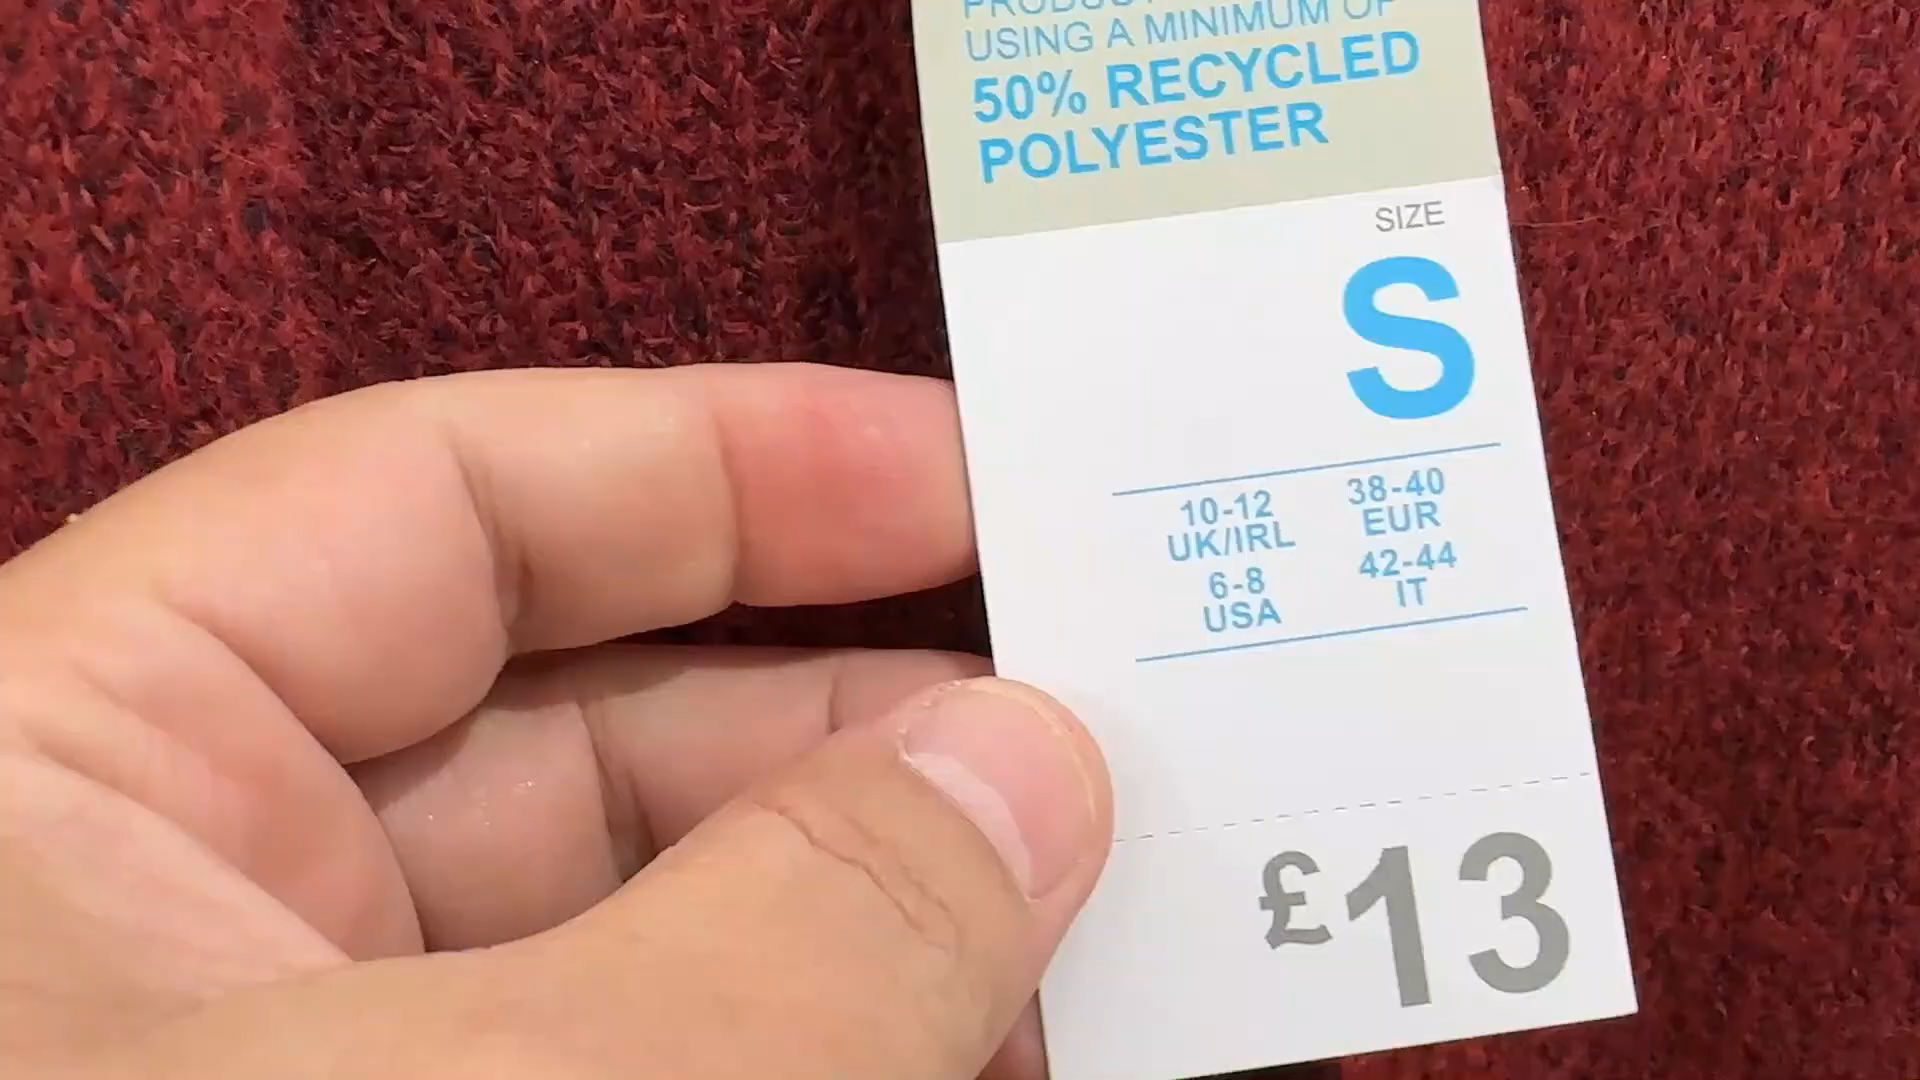 USING A MINIMUM OF
50% RECYCLED
POLYESTER
SIZE
S
10-12
UK/IRL
38-40
EUR
6-8
USA
42-44
IT
£13